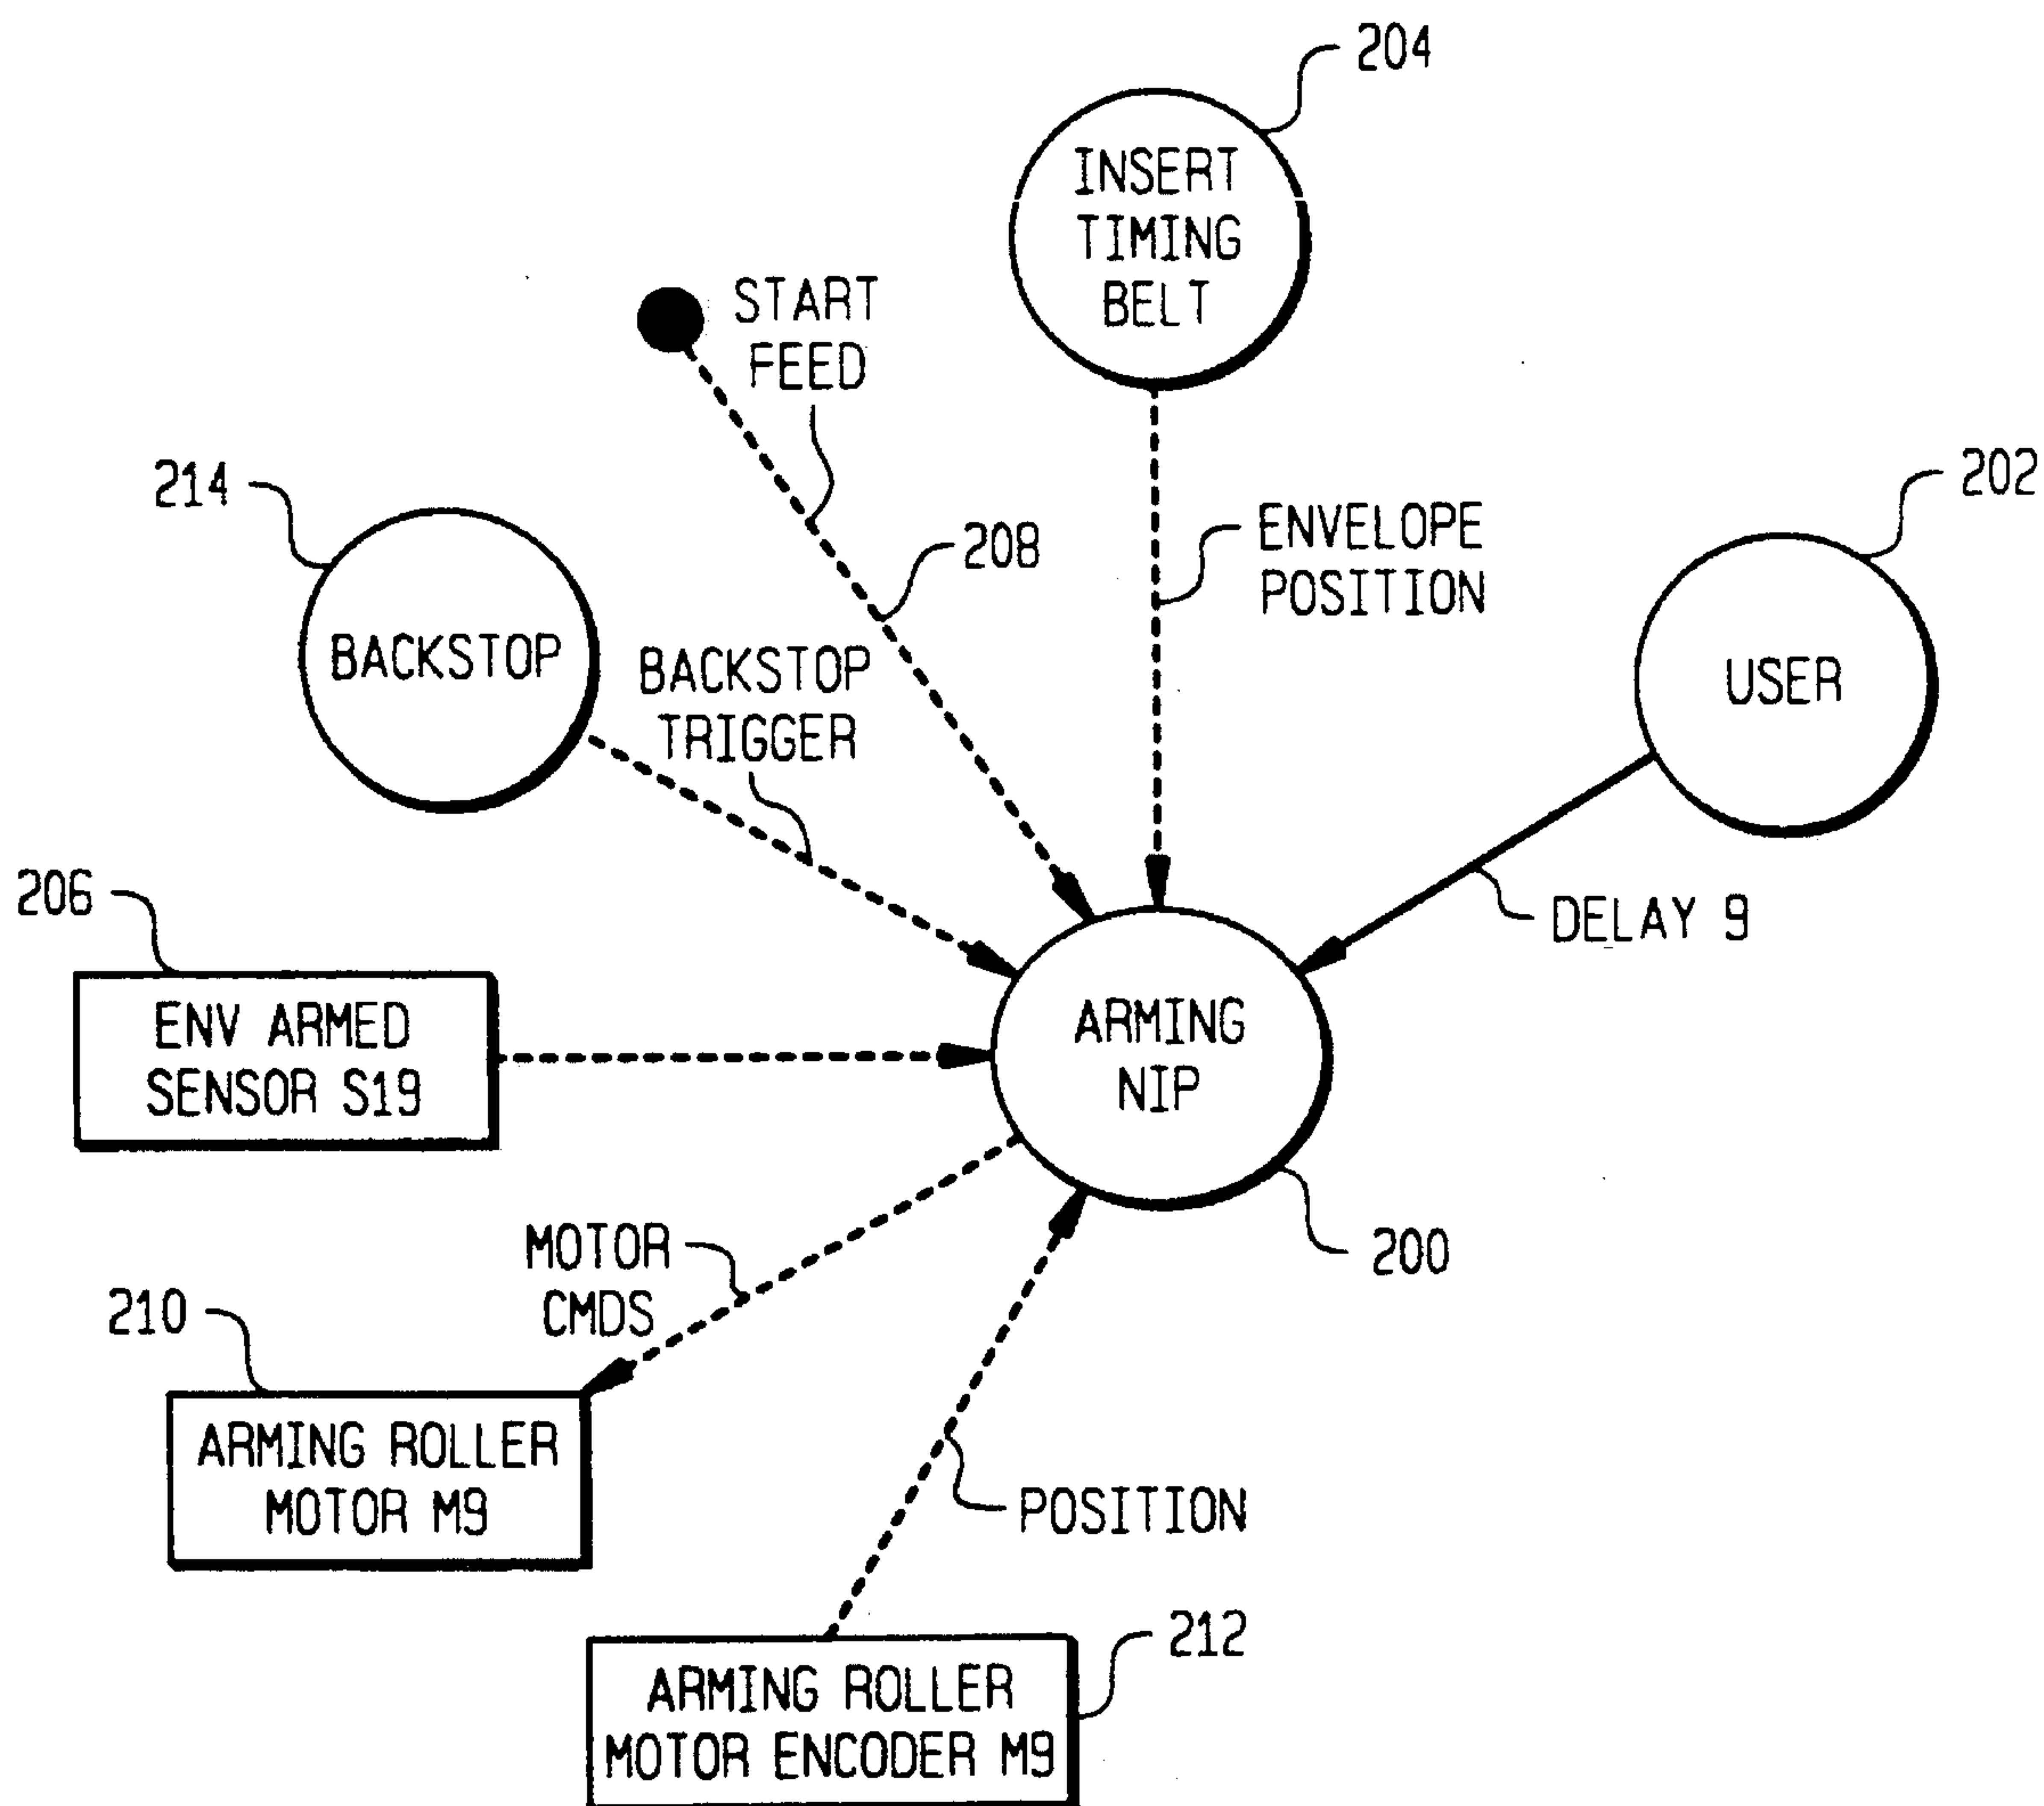 204
INSERT
TIMING
BELT
START
FEED
214
208
ENVELOPE
POSITION
202
BACKSTOP
BACKSTOP
TRIGGER
USER
206
DELAY 9
ENV ARMED
SENSOR S19
ARMING
NIP
MOTOR
CMDS
200
210
ARMING ROLLER
MOTOR M9
POSITION
212
ARMING ROLLER
MOTOR ENCODER M9